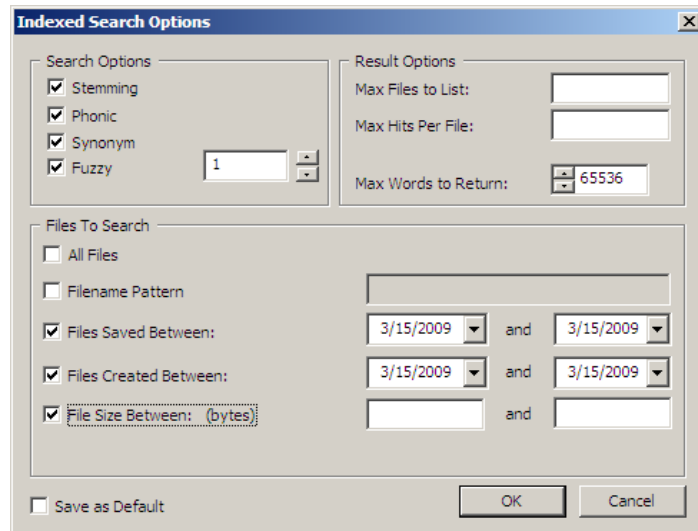 Indexed Search Options
Search Options
Stemming
Phonic
Synonym
Fuzzy 1
Result Options
Max Files to List:
Max Hits Per File:
Max Words to Return: 65536
Files To Search
All Files
Filename Pattern
Files Saved Between: 3/15/2009 and 3/15/2009
Files Created Between: 3/15/2009 and 3/15/2009
File Size Between: (bytes) and
Save as Default OK Cancel